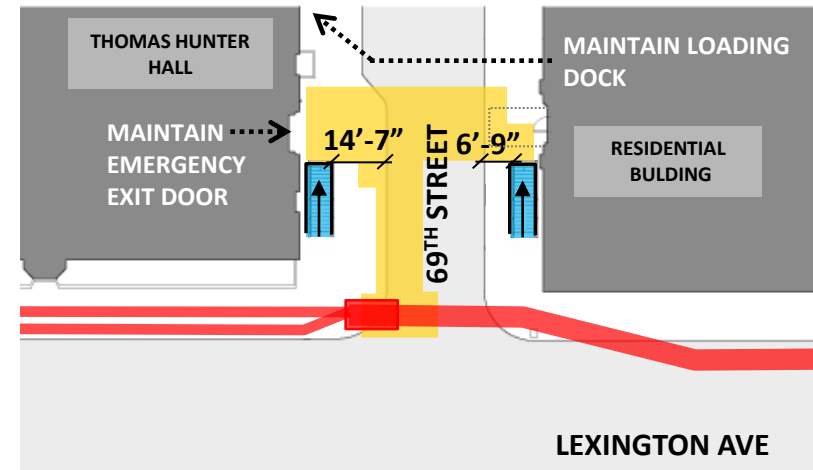 THOMAS HUNTER
HALL
MAINTAIN LOADING
DOCK
MAINTAIN
EMERGENCY
EXIT DOOR
14’-7”
6’-9”
69TH STREET
RESIDENTIAL
BULDING
LEXINGTON AVE